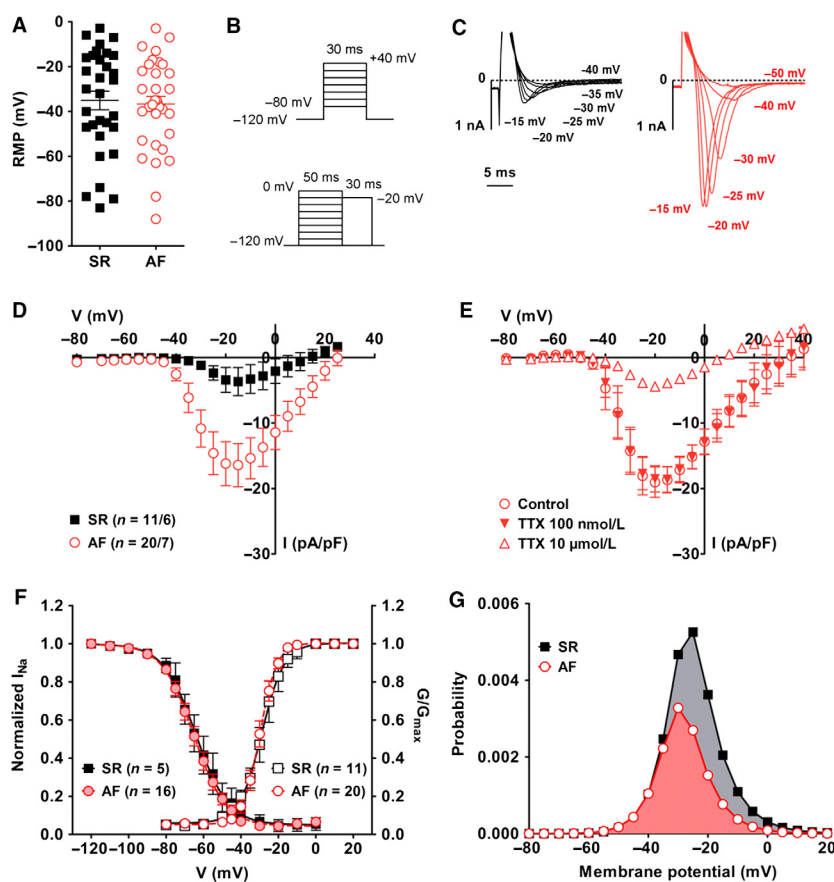 A
RMP (mV)
0
−20
−40
−60
−80
−100
SR
AF
B
30 ms
+40 mV
−80 mV
−120 mV
50 ms
30 ms
0 mV
−20 mV
−120 mV
C
0
−40 mV
−35 mV
−30 mV
−25 mV
−20 mV
−15 mV
1 nA
5 ms
0
−50 mV
−40 mV
1 nA
−30 mV
−25 mV
−15 mV
−20 mV
D
V (mV)
−80 −60 −40 −20 0 20 40
−10
−20
−30
SR (n = 11/6)
AF (n = 20/7)
I (pA/pF)
E
V (mV)
−80 −60 −40 −20 0 20 40
−10
−20
−30
Control
TTX 100 nmol/L
TTX 10 µmol/L
I (pA/pF)
F
Normalized INa
1.2
1.0
0.8
0.6
0.4
0.2
0.0
G/Gmax
1.2
1.0
0.8
0.6
0.4
0.2
0.0
SR (n = 5)
AF (n = 16)
SR (n = 11)
AF (n = 20)
−120 −100 −80 −60 −40 −20 0 20
V (mV)
G
Probability
0.006
0.004
0.002
0.000
SR
AF
−80 −60 −40 −20 0 20
Membrane potential (mV)